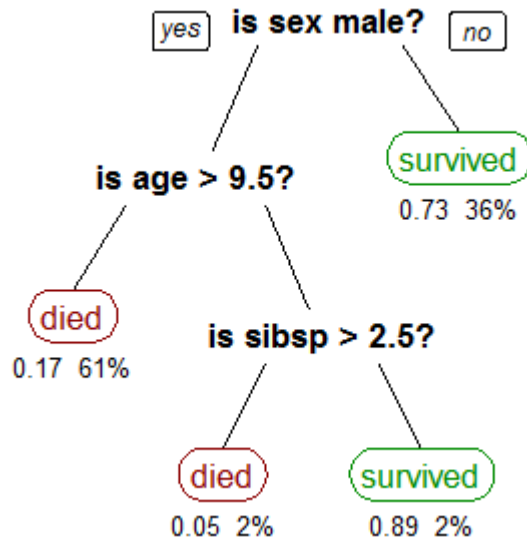 yes is sex male? no
is age > 9.5?
survived
0.73 36%
died
0.17 61%
is sibsp > 2.5?
died survived
0.05 2% 0.89 2%